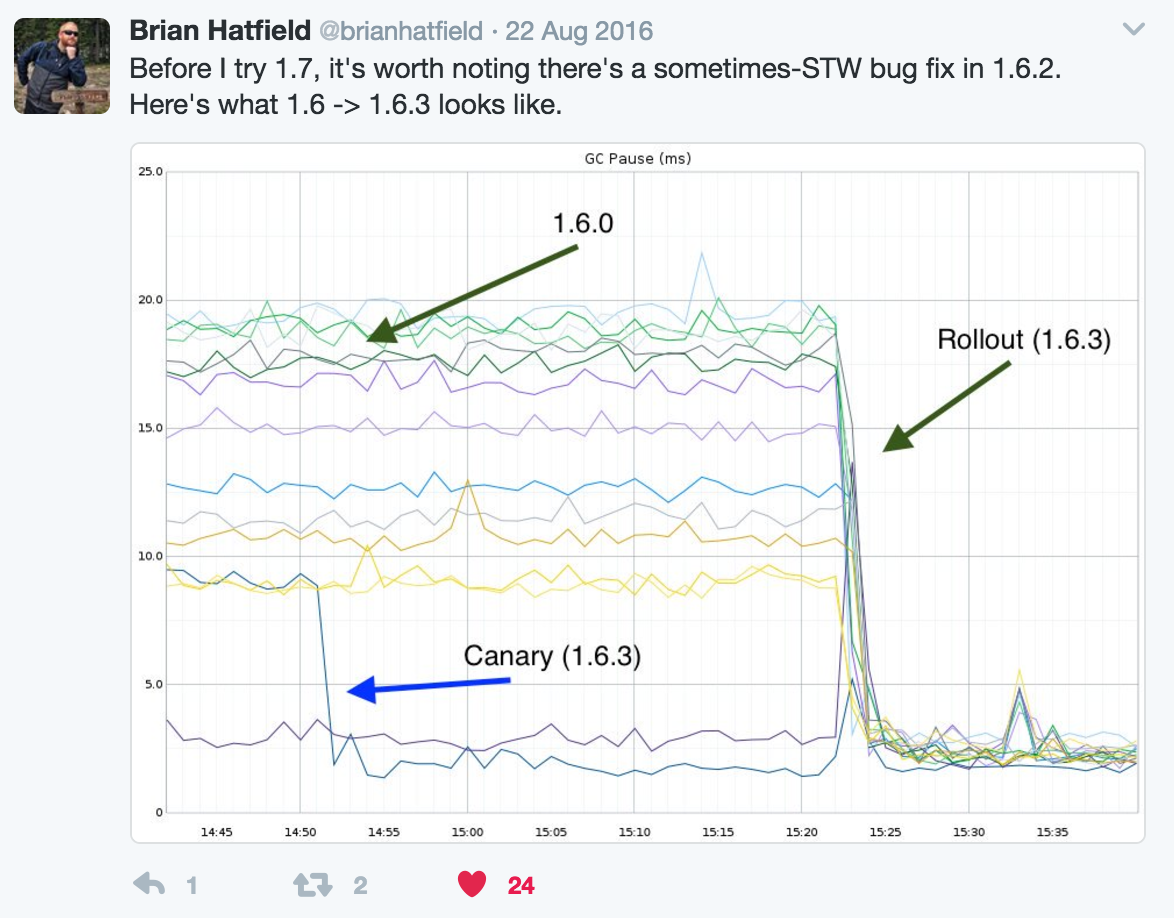 Brian Hatfield @brianhatfield · 22 Aug 2016
Before I try 1.7, it's worth noting there's a sometimes-STW bug fix in 1.6.2.
Here's what 1.6 -> 1.6.3 looks like.
GC Pause (ms)
25.0
1.6.0
20.0
Rollout (1.6.3)
15.0
10.0
Canary (1.6.3)
5.0
0
14:45 14:50 14:55 15:00 15:05 15:10 15:15 15:20 15:25 15:30 15:35
1 2 24